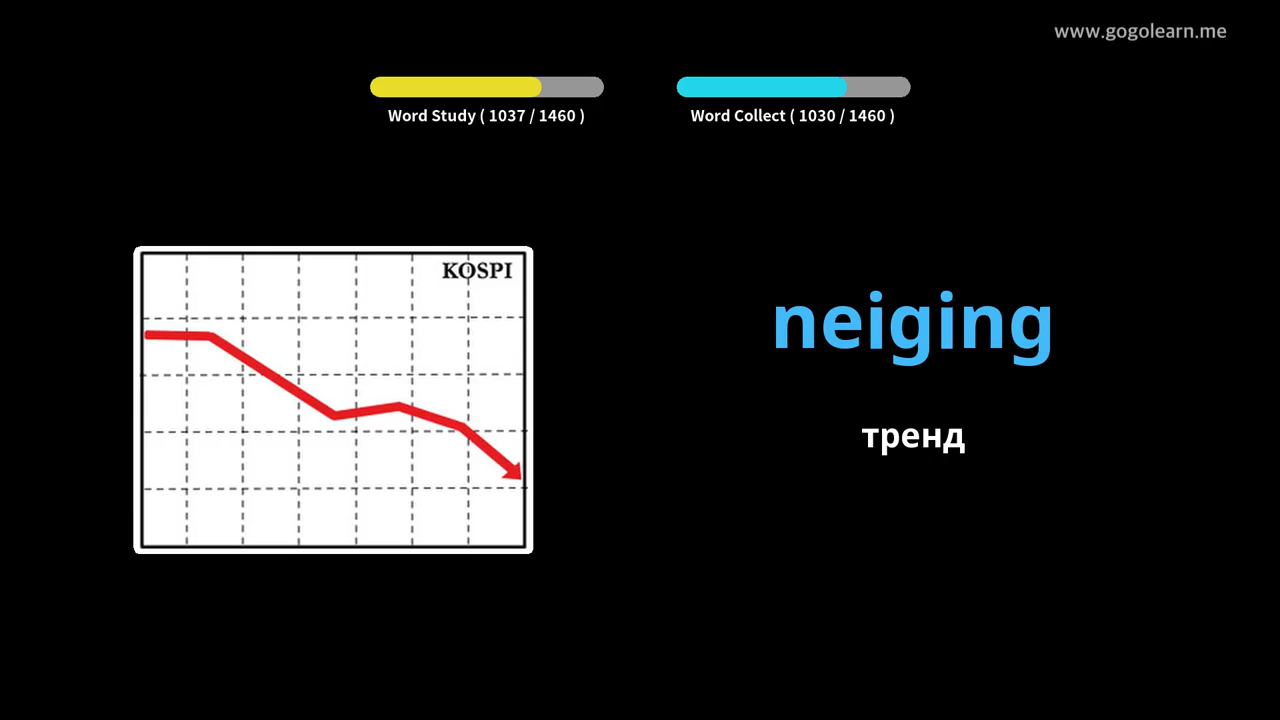 www.gogolearn.me
Word Study ( 1037 / 1460 )
Word Collect ( 1030 / 1460 )
KOSPI
neiging
тренд